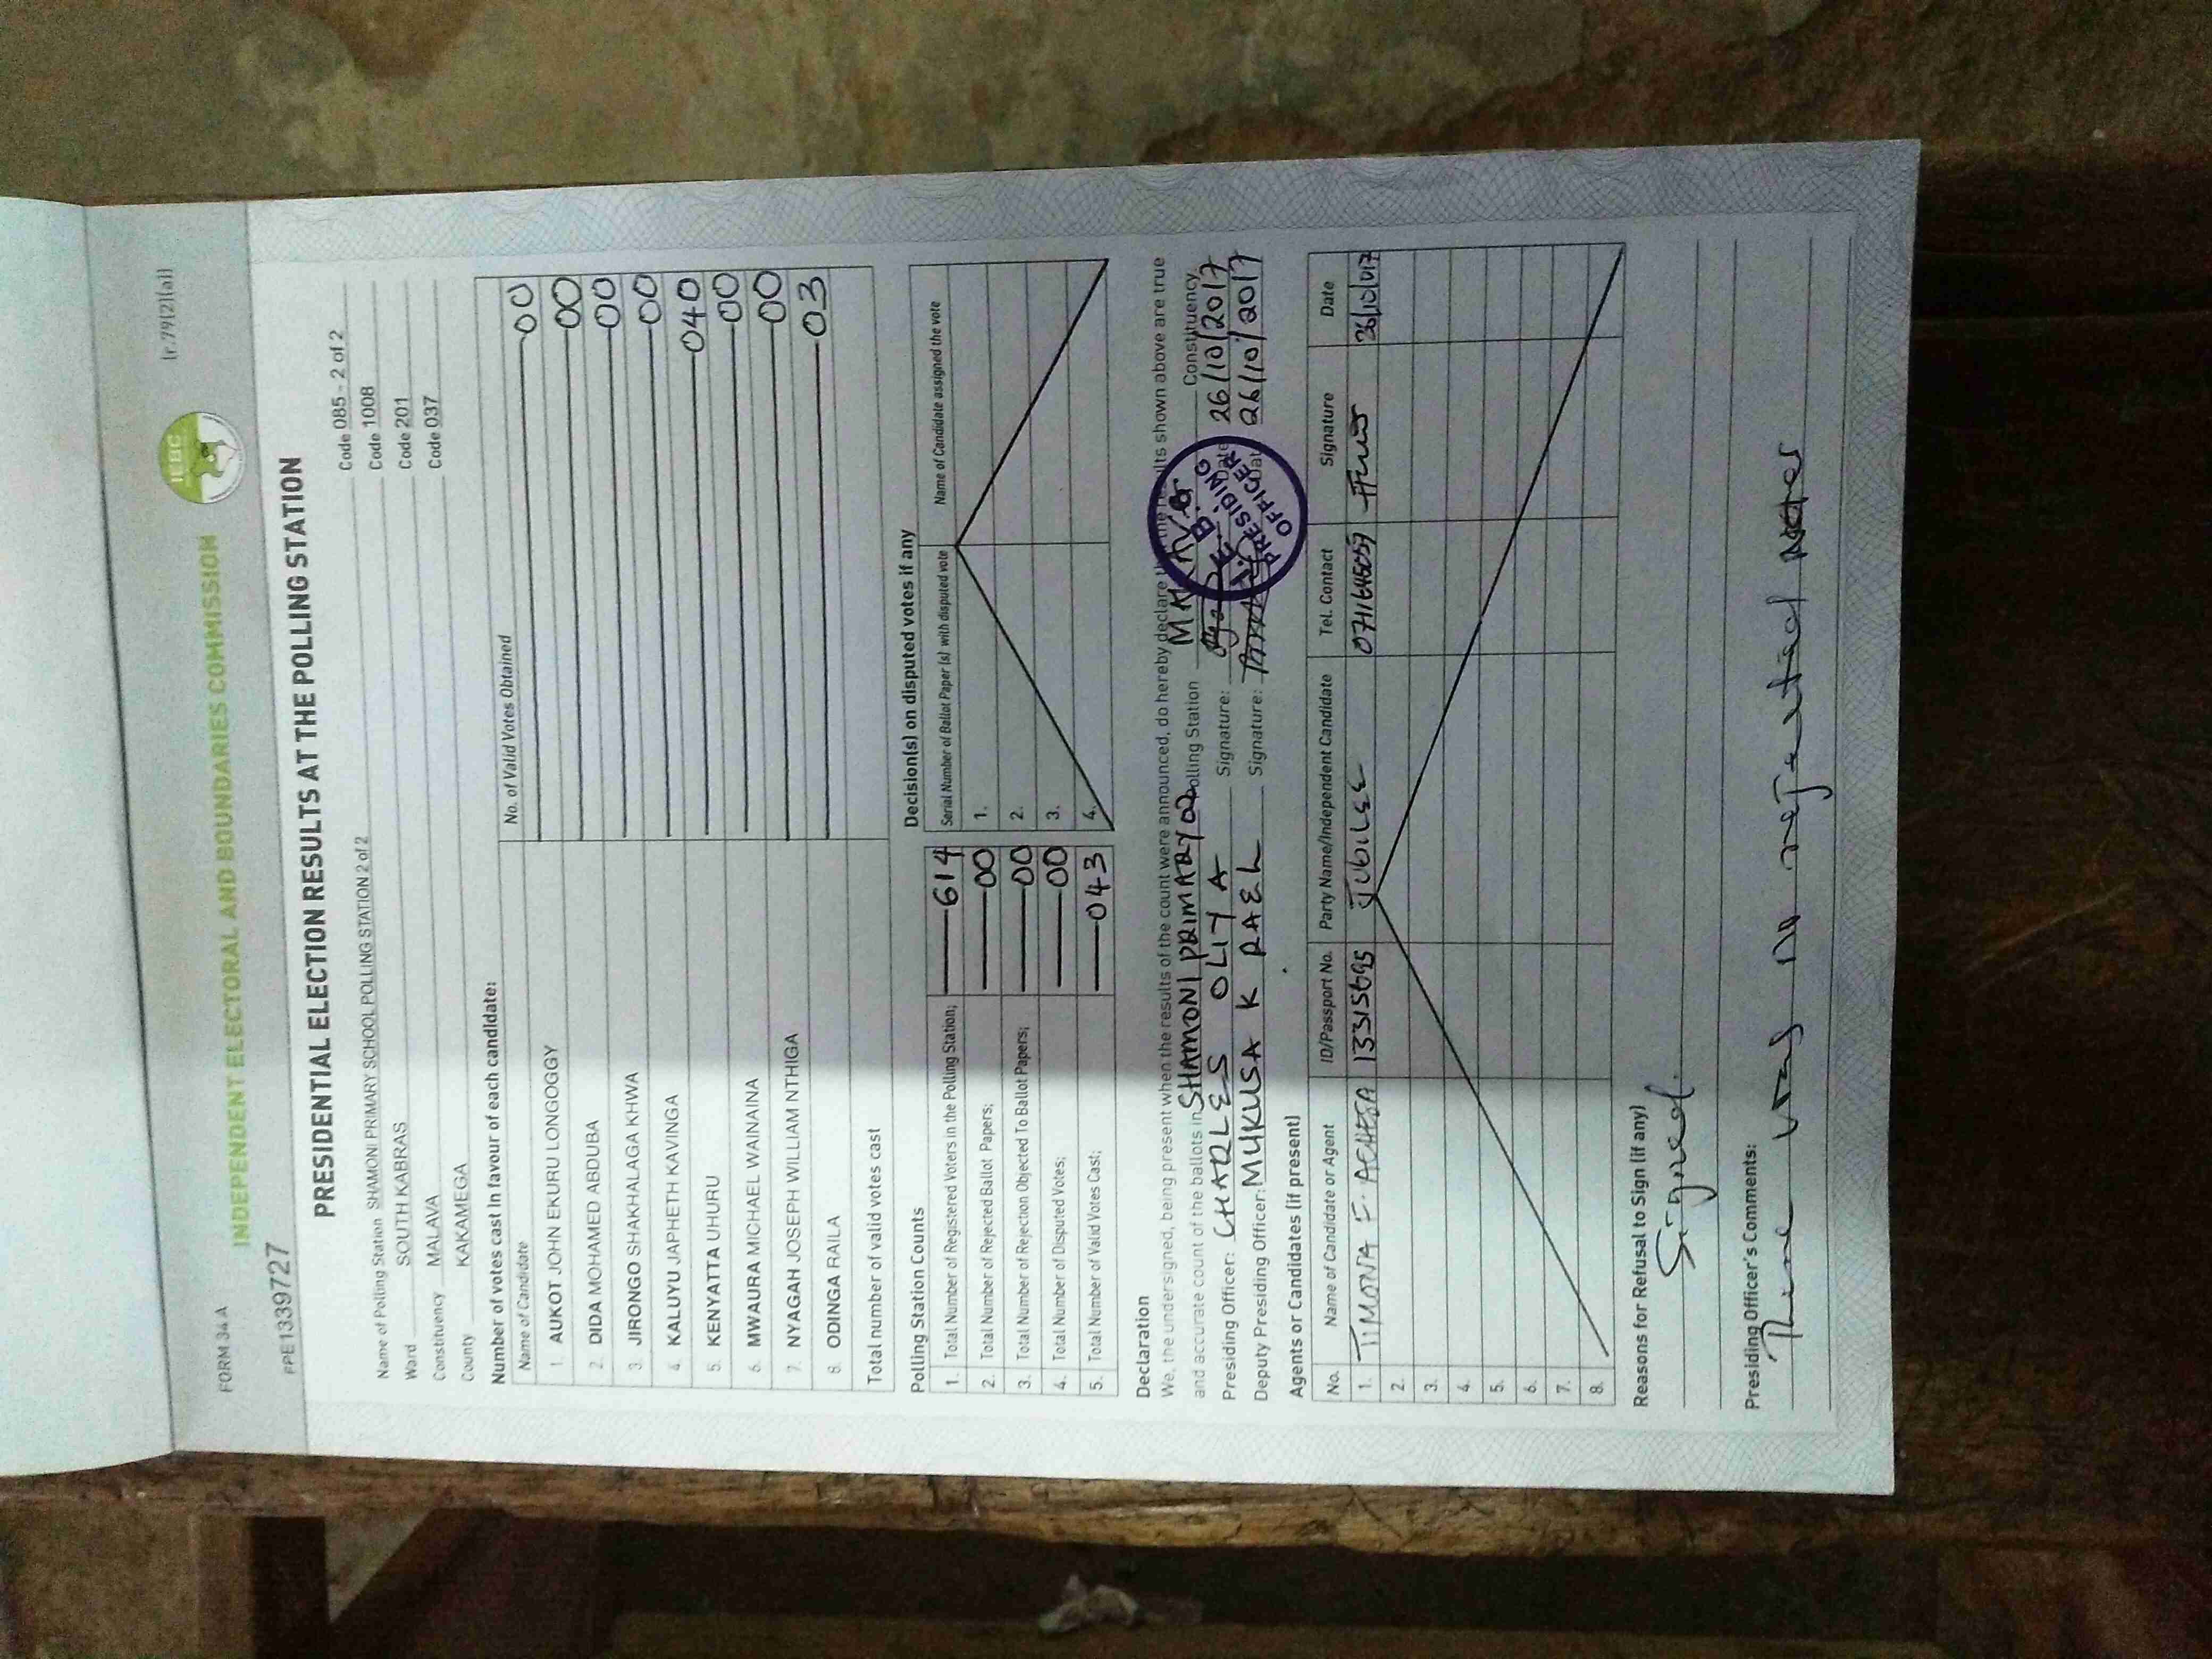 FORM 34 A
INDEPENDENT ELECTORAL AND BOUNDARIES COMMISSION
IEBC
(r.79(2)(a))
PPE1339727
PRESIDENTIAL ELECTION RESULTS AT THE POLLING STATION
Name of Polling Station SHAMONI PRIMARY SCHOOL POLLING STATION 2 of 2 Code 085 - 2 of 2
Ward SOUTH KABRAS Code 1008
Constituency MALAVA Code 201
County KAKAMEGA Code 037
Number of votes cast in favour of each candidate:
Name of Candidate No. of Valid Votes Obtained
1. AUKOT JOHN EKURU LONGOGGY 00
2. DIDA MOHAMED ABDUBA 00
3. JIRONGO SHAKHALAGA KHWA 00
4. KALUYU JAPHETH KAVINGA 00
5. KENYATTA UHURU 040
6. MWAURA MICHAEL WAINAINA 00
7. NYAGAH JOSEPH WILLIAM NTHIGA 00
8. ODINGA RAILA 03
Total number of valid votes cast
Polling Station Counts
1. Total Number of Registered Voters in the Polling Station; 614
2. Total Number of Rejected Ballot Papers; 00
3. Total Number of Rejection Objected To Ballot Papers; 00
4. Total Number of Disputed Votes; 00
5. Total Number of Valid Votes Cast; 043
Decision(s) on disputed votes if any
Serial Number of Ballot Paper (s) with disputed vote Name of Candidate assigned the vote
1.
2.
3.
4.
Declaration
We, the undersigned, being present when the results of the count were announced, do hereby declare the results shown above are true
and accurate count of the ballots in SHAMONI PRIMARY 02 Polling Station Constituency
Presiding Officer: CHARLES OLIYA Signature: Date 26/10/2017
Deputy Presiding Officer: MUKUSA K RAEL Signature: Date 26/10/2017
PRESIDING OFFICER
Agents or Candidates (if present)
No. Name of Candidate or Agent ID/Passport No. Party Name/Independent Candidate Tel. Contact Signature Date
1. TIMONA F. ACHESA 13315695 JUBILEE 26/10/017
2.
3.
4.
5.
6.
7.
8.
Reasons for Refusal to Sign (if any)
Signed.
Presiding Officer's Comments:
There was no